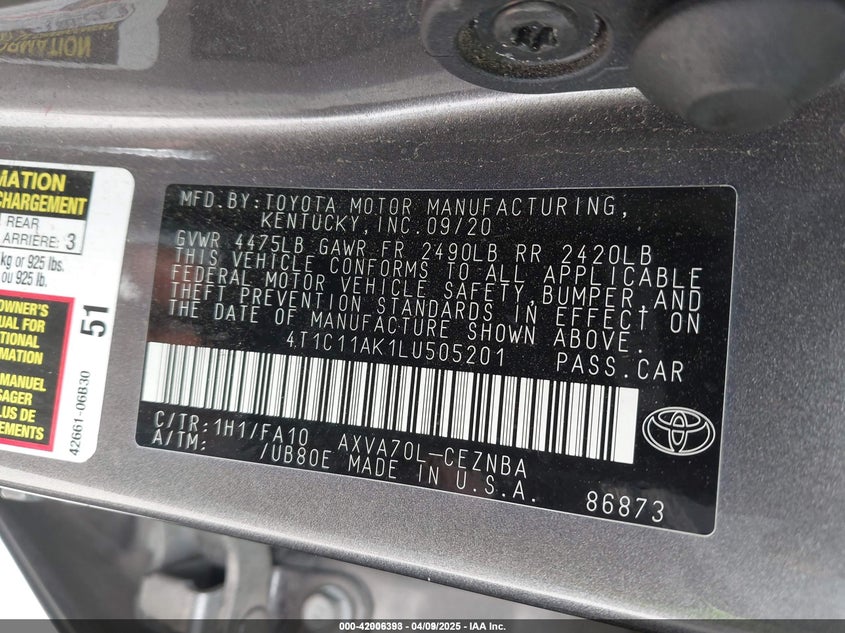 MATION
CHARGEMENT
REAR
ARRIÈRE: 3
kg or 925 lbs.
ou 925 lb.
OWNER'S
UAL FOR
TIONAL
MATION
MANUEL
SAGER
LUS DE
EMENTS
51
42661-06B30
MFD.BY:TOYOTA MOTOR MANUFACTURING,
KENTUCKY,INC.09/20
GVWR 4475LB GAWR FR 2490LB RR 2420LB
THIS VEHICLE CONFORMS TO ALL APPLICABLE
FEDERAL MOTOR VEHICLE SAFETY,BUMPER,AND
THEFT PREVENTION STANDARDS IN EFFECT ON
THE DATE OF MANUFACTURE SHOWN ABOVE.
4T1C11AK1LU505201 PASS.CAR
C/TR:1H1/FA10 AXVA70L-CEZNBA
A/TM: /UB80E MADE IN U.S.A.
86873
000-42006393 - 04/09/2025 - IAA Inc.